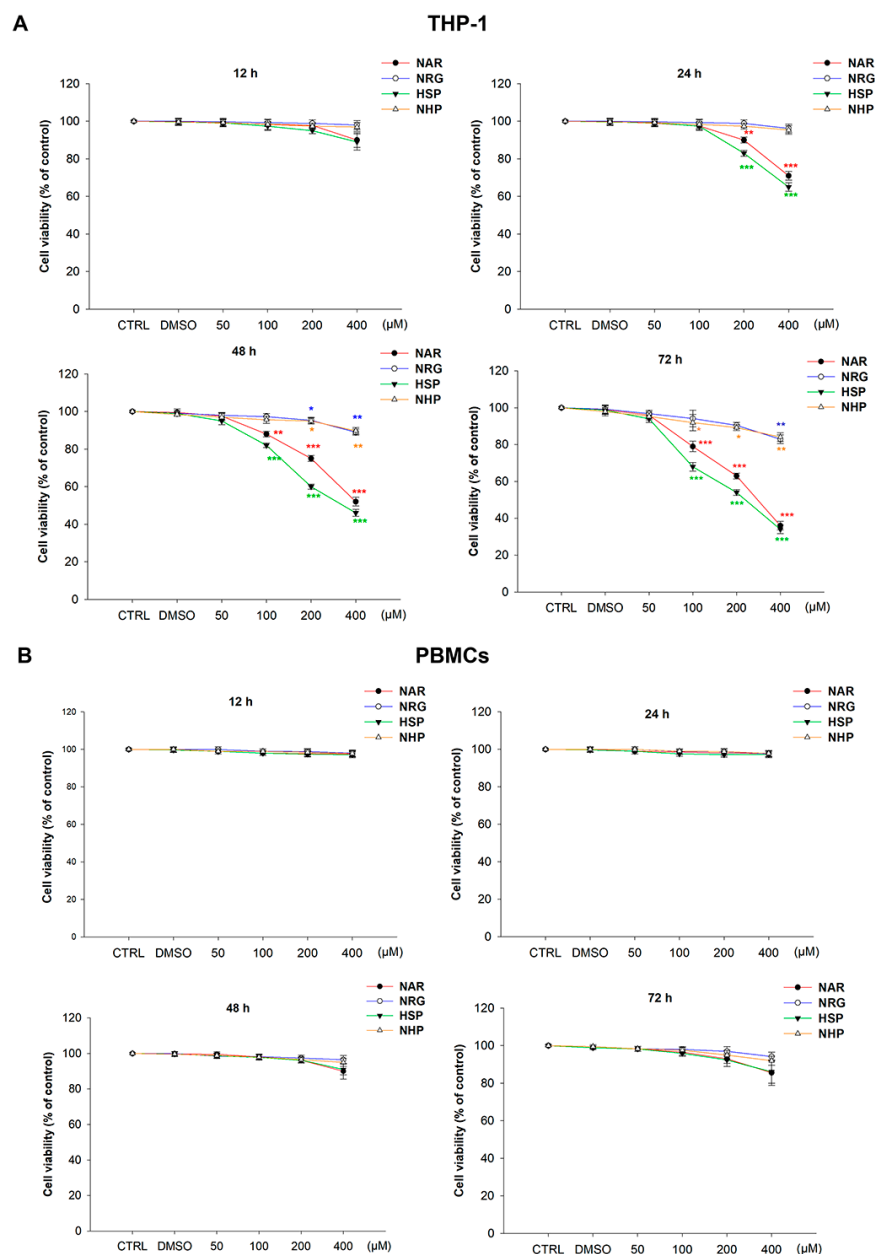 A
THP-1
12 h
NAR
NRG
HSP
NHP
Cell viability (% of control)
120
100
80
60
40
20
0
CTRL DMSO 50 100 200 400 (µM)
24 h
NAR
NRG
HSP
NHP
Cell viability (% of control)
120
100
80
60
40
20
0
**
***
***
***
CTRL DMSO 50 100 200 400 (µM)
48 h
NAR
NRG
HSP
NHP
Cell viability (% of control)
120
100
80
60
40
20
0
*
**
*
**
**
***
***
***
***
***
CTRL DMSO 50 100 200 400 (µM)
72 h
NAR
NRG
HSP
NHP
Cell viability (% of control)
120
100
80
60
40
20
0
**
*
*
**
***
***
***
***
***
***
CTRL DMSO 50 100 200 400 (µM)
B
PBMCs
12 h
NAR
NRG
HSP
NHP
Cell viability (% of control)
120
100
80
60
40
20
0
CTRL DMSO 50 100 200 400 (µM)
24 h
NAR
NRG
HSP
NHP
Cell viability (% of control)
120
100
80
60
40
20
0
CTRL DMSO 50 100 200 400 (µM)
48 h
NAR
NRG
HSP
NHP
Cell viability (% of control)
120
100
80
60
40
20
0
CTRL DMSO 50 100 200 400 (µM)
72 h
NAR
NRG
HSP
NHP
Cell viability (% of control)
120
100
80
60
40
20
0
CTRL DMSO 50 100 200 400 (µM)